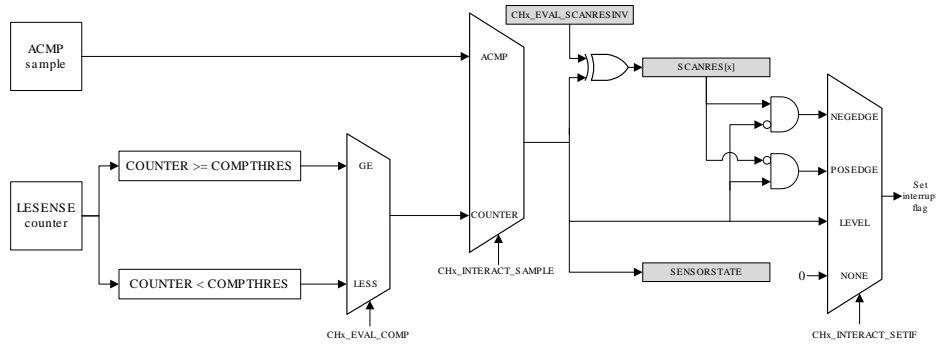 CHx_EVAL_SCANRESINV
ACMP
sample
ACMP
SCANRES[x]
NEGEDGE
COUNTER >= COMPTHRES
GE
POSEDGE
Set
interrupt
flag
LESENSE
counter
COUNTER
LEVEL
CHx_INTERACT_SAMPLE
SENSORSTATE
0
NONE
COUNTER < COMPTHRES
LESS
CHx_EVAL_COMP
CHx_INTERACT_SETIF